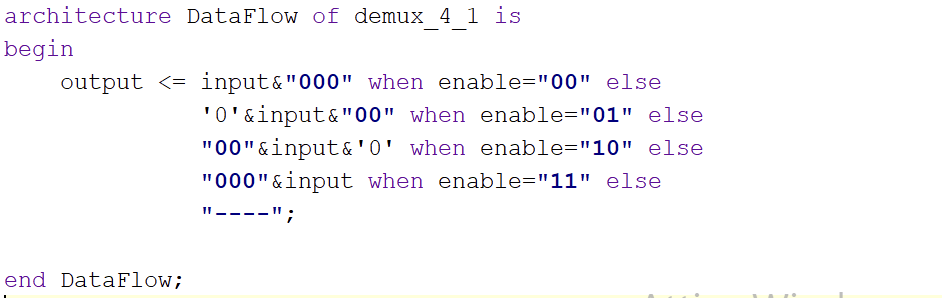 architecture DataFlow of demux_4_1 is
begin
    output <= input&"000" when enable="00" else
              '0'&input&"00" when enable="01" else
              "00"&input&'0' when enable="10" else
              "000"&input when enable="11" else
              "----";
end DataFlow;